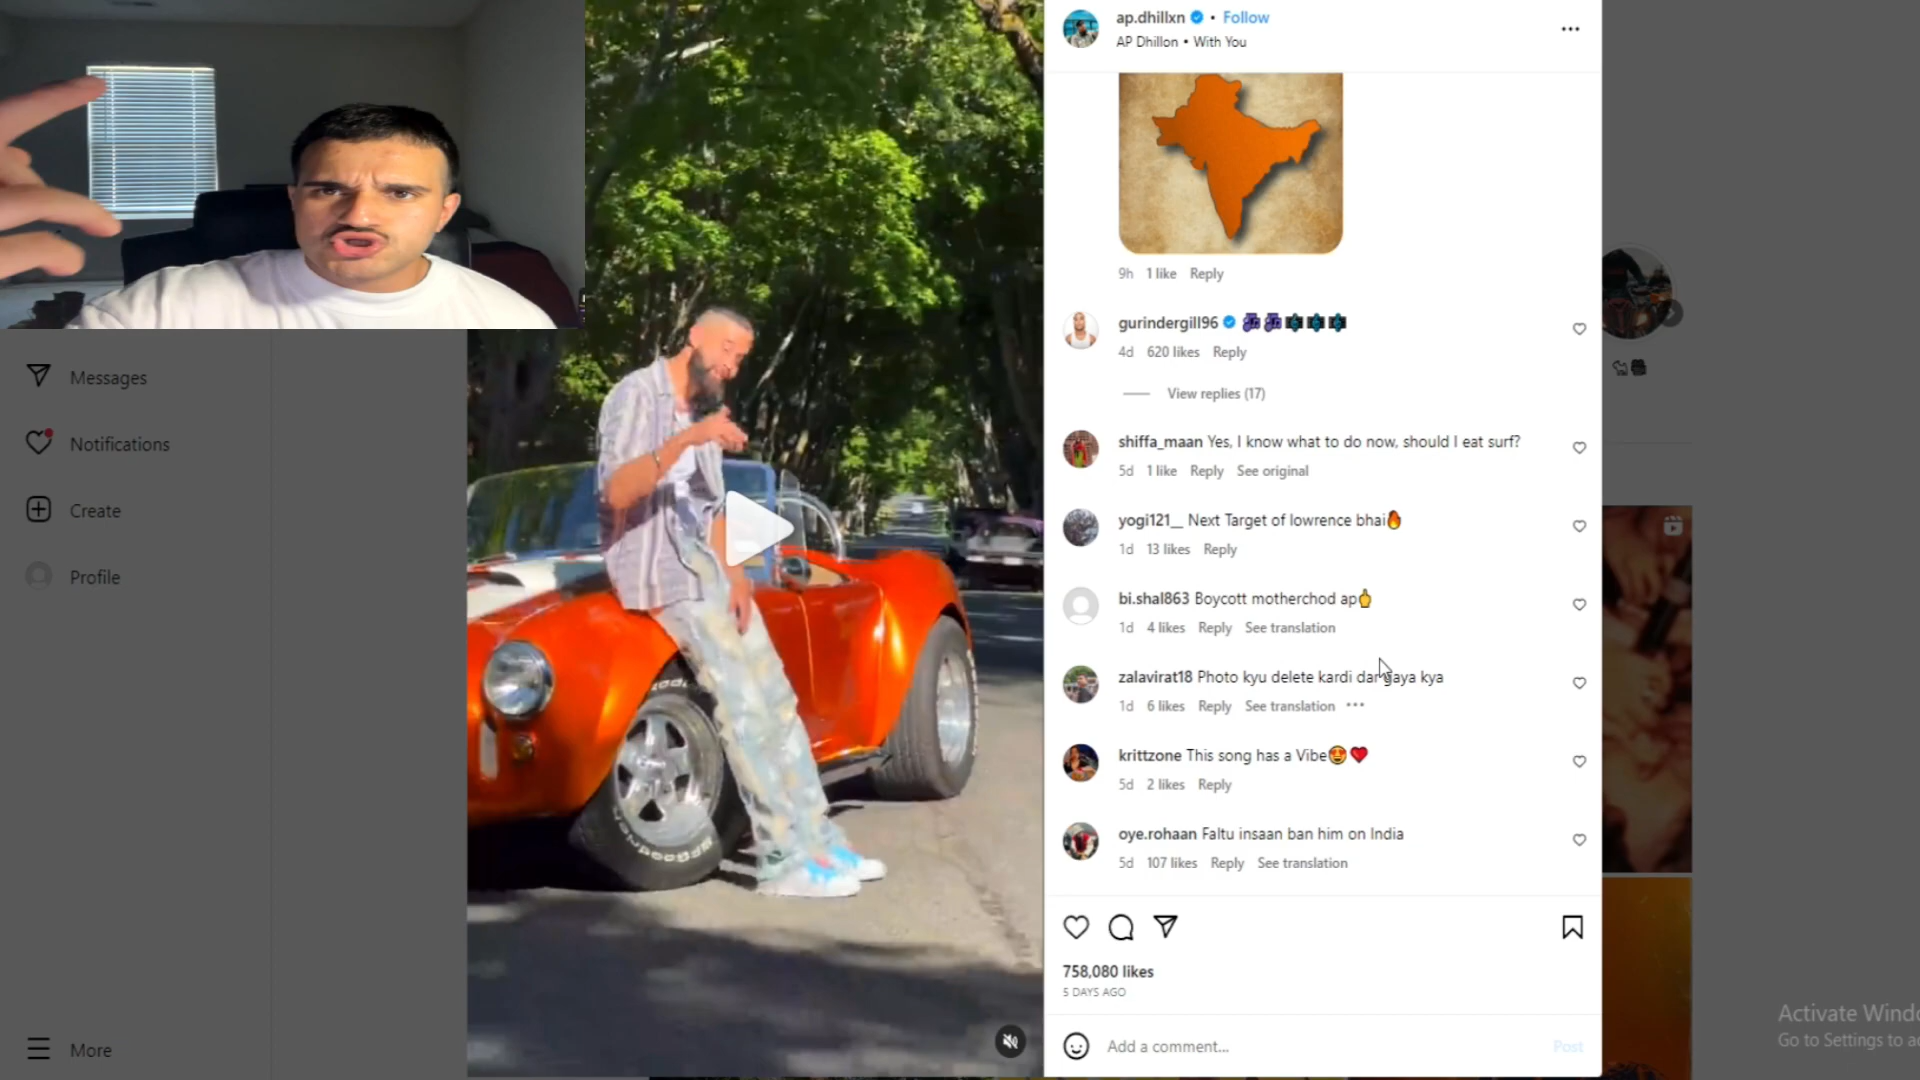 ap.dhillxn • Follow
AP Dhillon • With You
9h 1 like Reply
gurindergill96
4d 620 likes Reply
View replies (17)
shiffa_maan Yes, I know what to do now, should I eat surf?
5d 1 like Reply See original
yogi121__ Next Target of lowrence bhai🔥
1d 13 likes Reply
bi.shal863 Boycott motherchod ap🖕
1d 4 likes Reply See translation
zalavirat18 Photo kyu delete kardi dar gaya kya
1d 6 likes Reply See translation
krittzone This song has a Vibe😍❤️
5d 2 likes Reply
oye.rohaan Faltu insaan ban him on India
5d 107 likes Reply See translation
758,080 likes
5 DAYS AGO
Add a comment...
Post
Messages
Notifications
Create
Profile
More
Activate Windo
Go to Settings to a